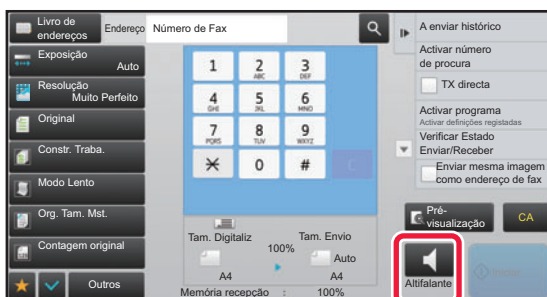 Livro de
endereços
Endereço
Número de Fax
Exposição
Auto
Resolução
Muito Perfeito
Original
Constr. Traba.
Modo Lento
Org. Tam. Mst.
Contagem original
Outros
1
2
ABC
3
DEF
4
GHI
5
JKL
6
MNO
7
PQRS
8
TUV
9
WXYZ
0
#
C
Tam. Digitaliz
100%
Tam. Envio
Auto
A4
A4
Memória recepção : 100%
A enviar histórico
Activar número
de procura
TX directa
Activar programa
Activar definições registadas
Verificar Estado
Enviar/Receber
Enviar mesma imagem
como endereço de fax
Pré-
visualização
CA
Altifalante